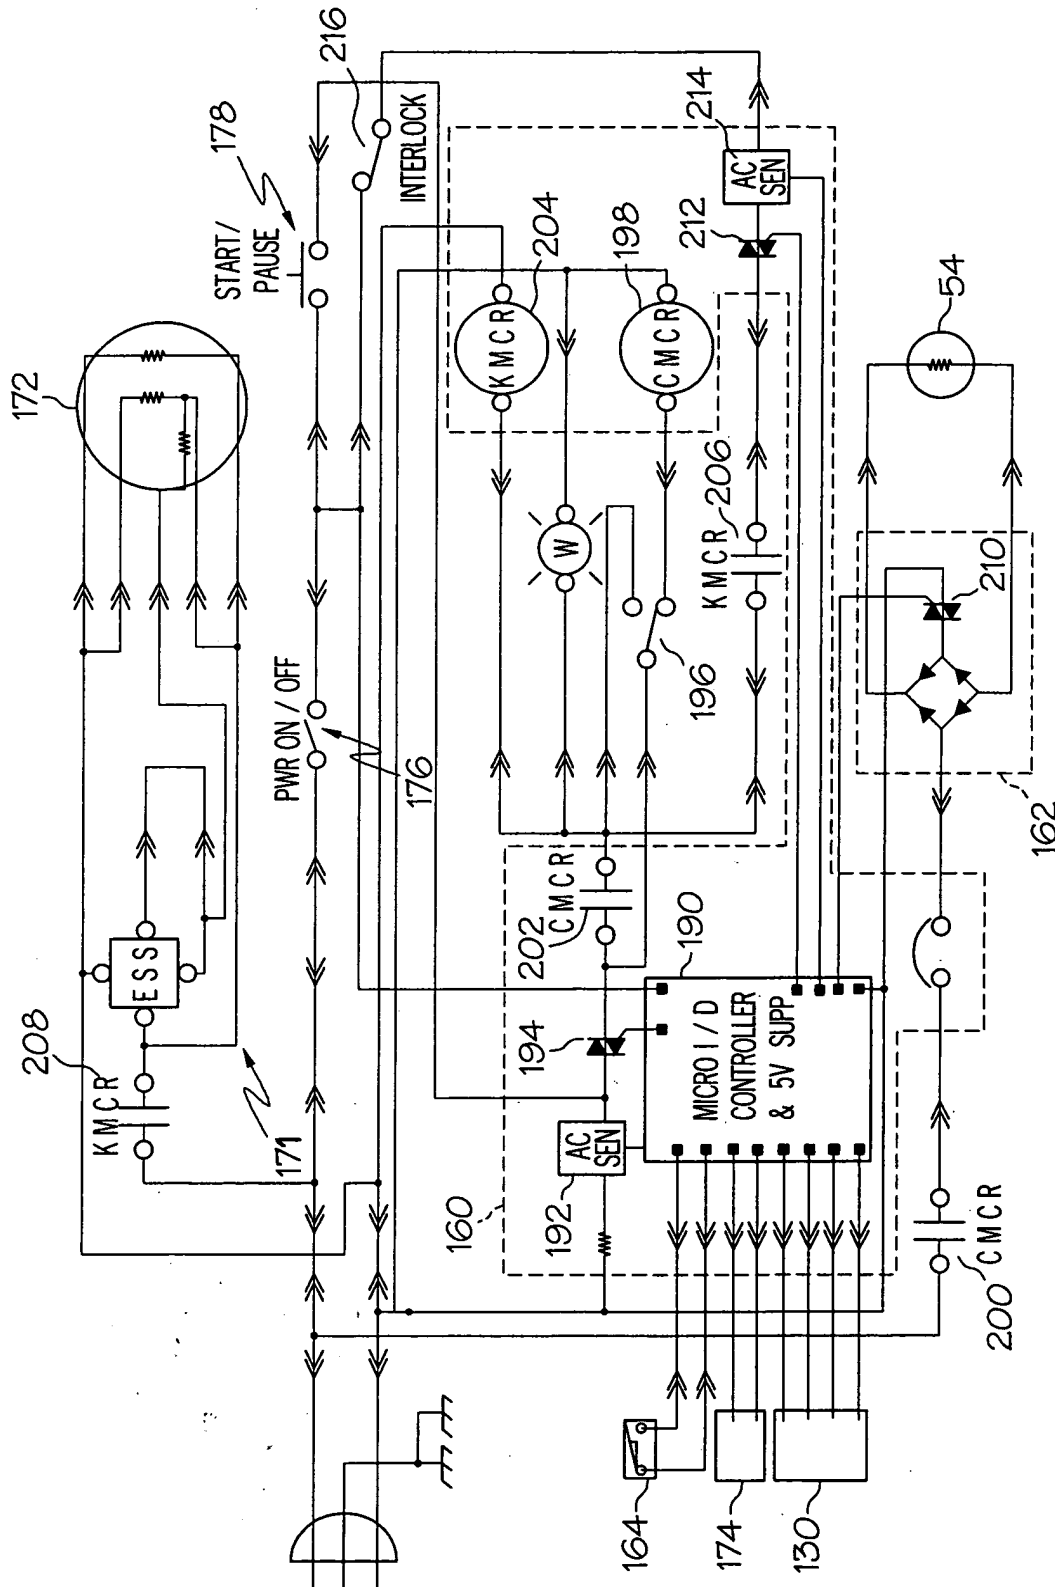 172
208
KMCR
ESS
171
PWR ON / OFF
176
START/
PAUSE
178
216
INTERLOCK
KMCR
204
W
CMCR
198
196
KMCR
206
AC
SEN
214
212
54
210
162
202
CMCR
190
194
MICRO I / D
CONTROLLER
& 5V SUPP
AC
SEN
192
160
200
CMCR
164
174
130